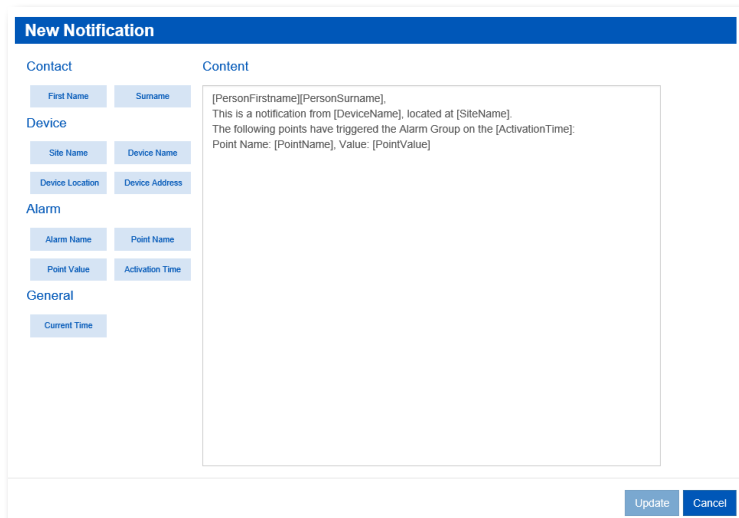 New Notification
Contact
First Name Surname
Device
Site Name Device Name
Device Location Device Address
Alarm
Alarm Name Point Name
Point Value Activation Time
General
Current Time
Content
[PersonFirstname][PersonSurname],
This is a notification from [DeviceName], located at [SiteName].
The following points have triggered the Alarm Group on the [ActivationTime]:
Point Name: [PointName], Value: [PointValue]
Update Cancel